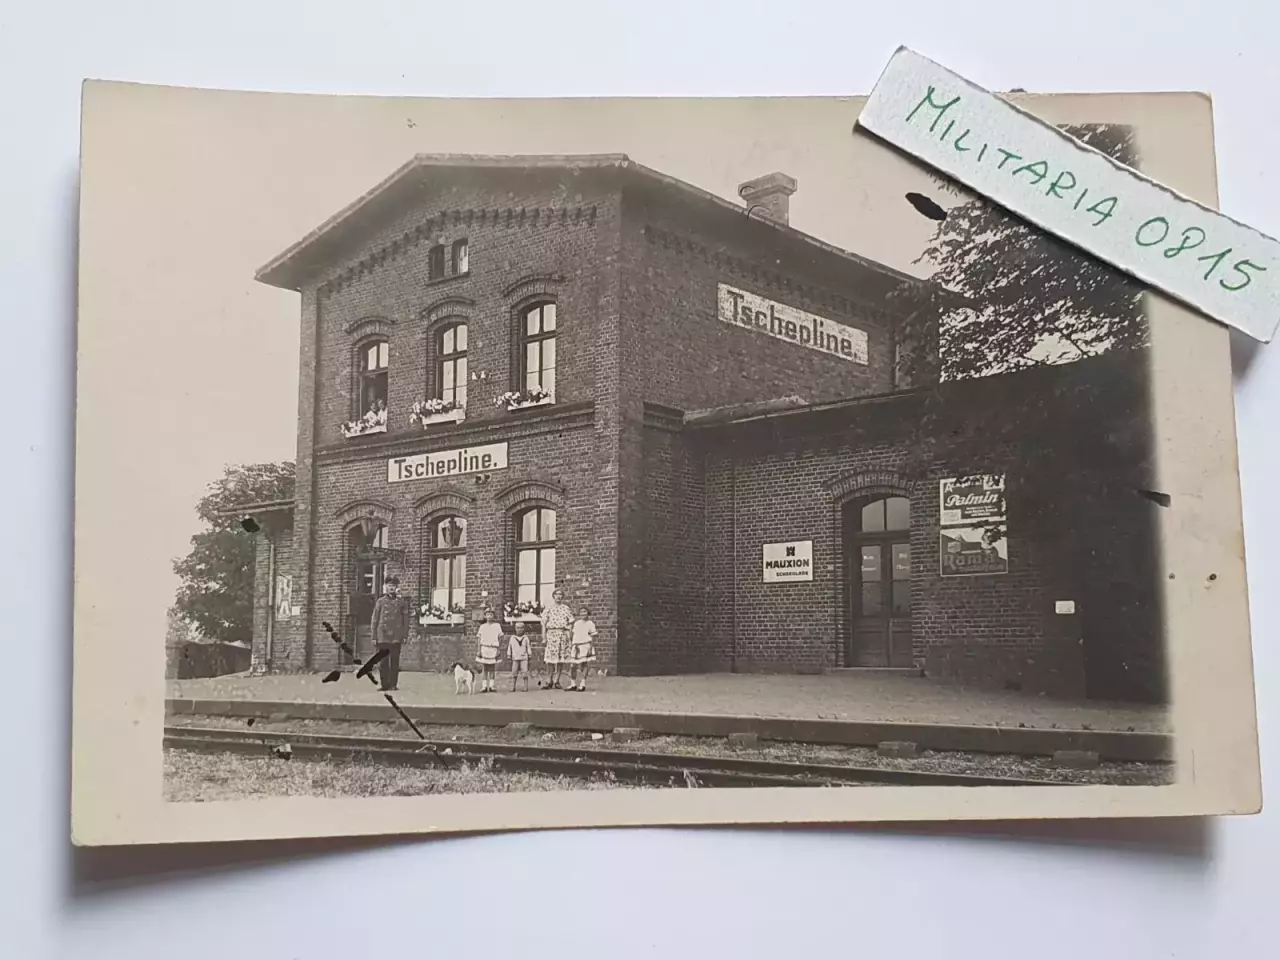 MILITARIA 0815
Tschepline.
Tschepline.
MAUXION
SCHOKOLADE
Palmin